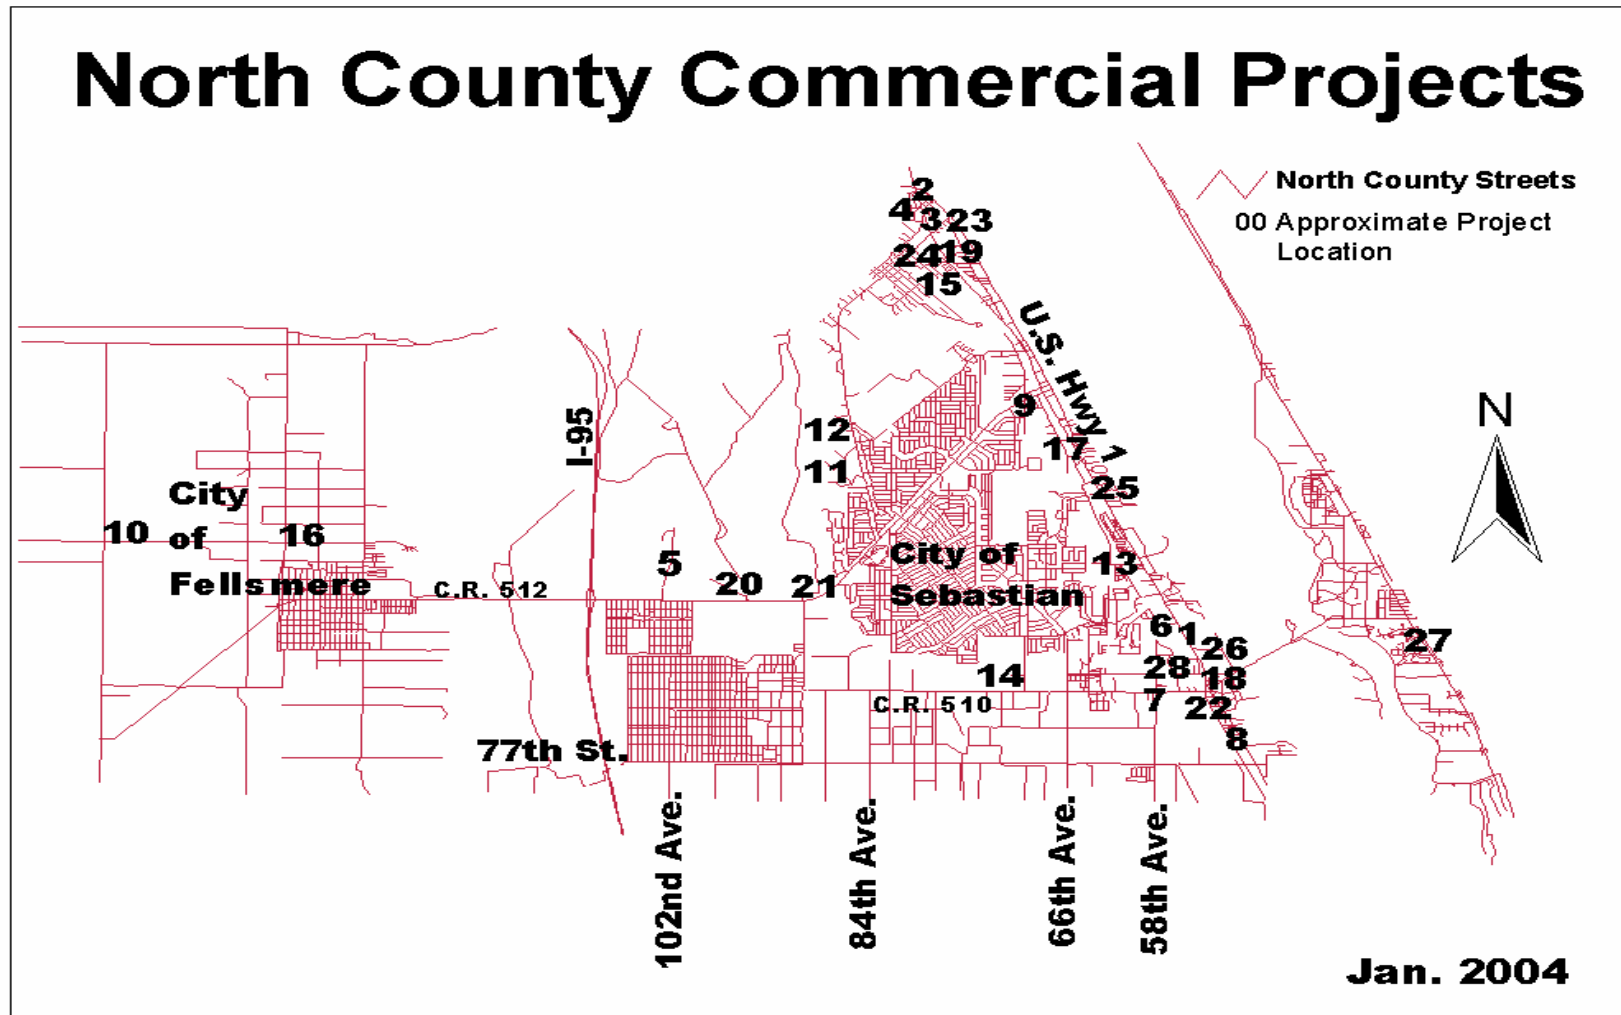 North County Commercial Projects
North County Streets
00 Approximate Project
Location
2
4
3
23
24
19
15
U.S. Hwy 1
N
9
I-95
12
17
11
25
City
of
Fellsmere
10
16
City of
Sebastian
5
13
C.R. 512
20
21
6
1
26
27
28
18
14
7
22
C.R. 510
8
77th St.
102nd Ave.
84th Ave.
66th Ave.
58th Ave.
Jan. 2004